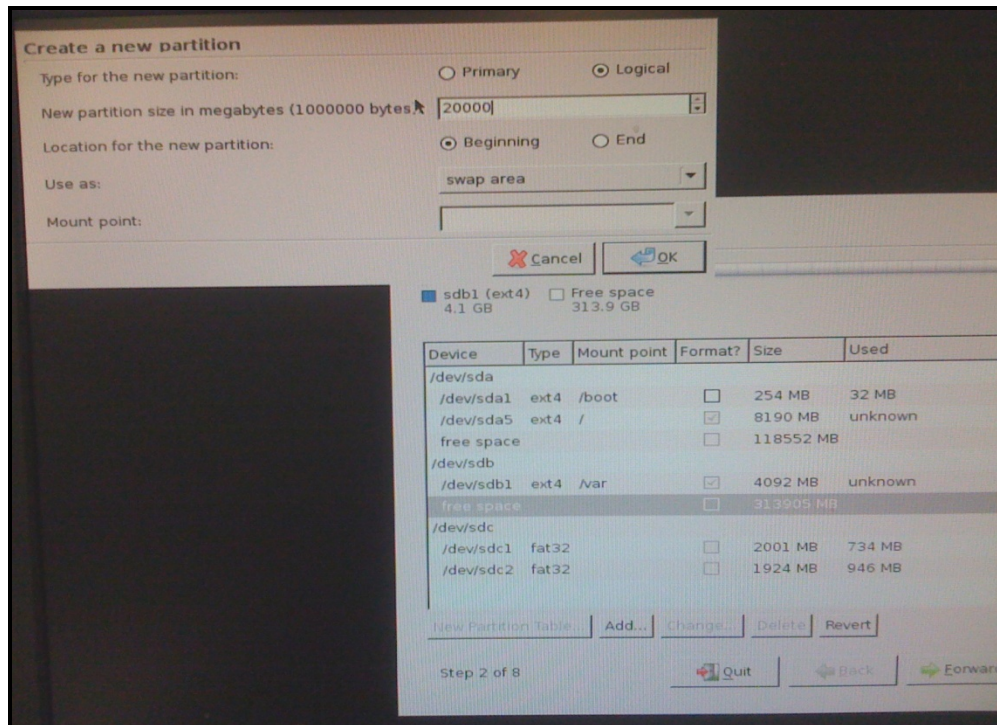 Create a new partition
Type for the new partition:
Primary
Logical
New partition size in megabytes (1000000 bytes
20000
Location for the new partition:
Beginning
End
Use as:
swap area
Mount point:
Cancel
OK
sdb1 (ext4)
4.1 GB
Free space
313.9 GB
Device Type Mount point Format? Size Used
/dev/sda
/dev/sda1 ext4 /boot 254 MB 32 MB
/dev/sda5 ext4 / 8190 MB unknown
free space 118552 MB
/dev/sdb
/dev/sdb1 ext4 /var 4092 MB unknown
free space 313905 MB
/dev/sdc
/dev/sdc1 fat32 2001 MB 734 MB
/dev/sdc2 fat32 1924 MB 946 MB
New Partition Table... Add... Change... Delete Revert
Step 2 of 8
Quit
Back
Forwar